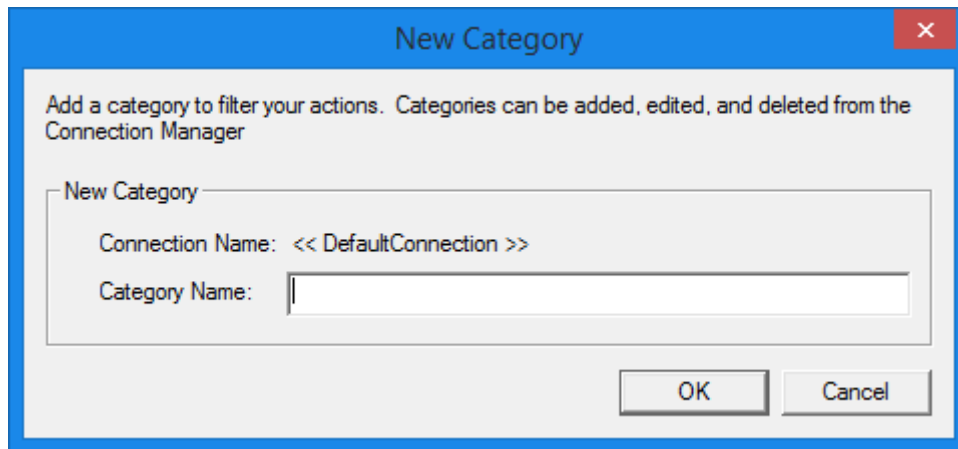 New Category
Add a category to filter your actions.  Categories can be added, edited, and deleted from the
Connection Manager
New Category
Connection Name: << DefaultConnection >>
Category Name:
OK Cancel